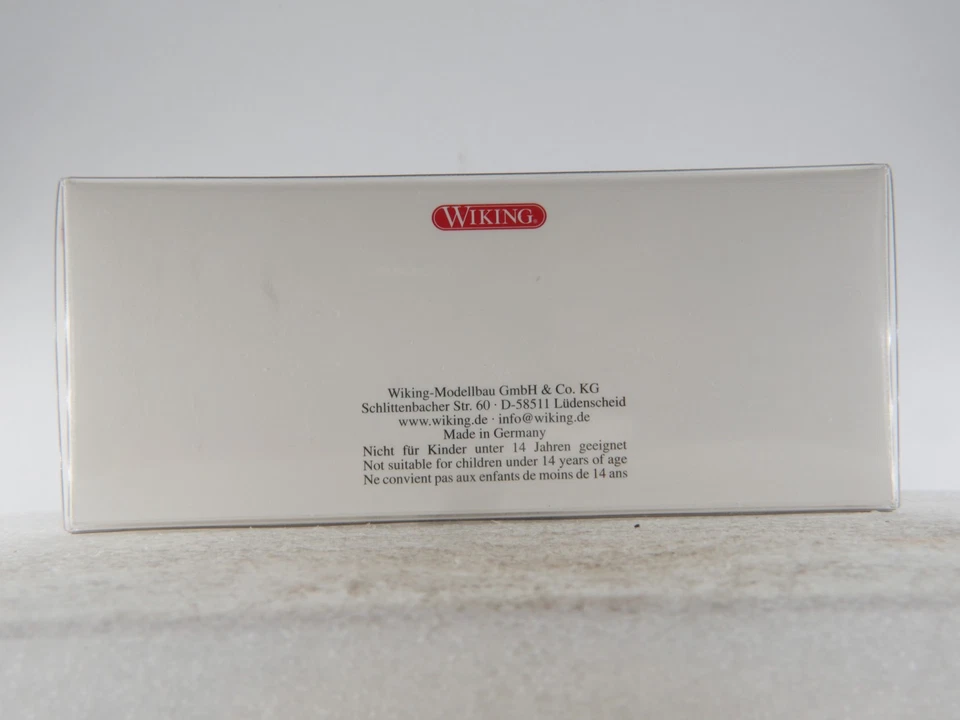 WIKING®
Wiking-Modellbau GmbH & Co. KG
Schlittenbacher Str. 60 · D-58511 Lüdenscheid
www.wiking.de · info@wiking.de
Made in Germany
Nicht für Kinder unter 14 Jahren geeignet
Not suitable for children under 14 years of age
Ne convient pas aux enfants de moins de 14 ans